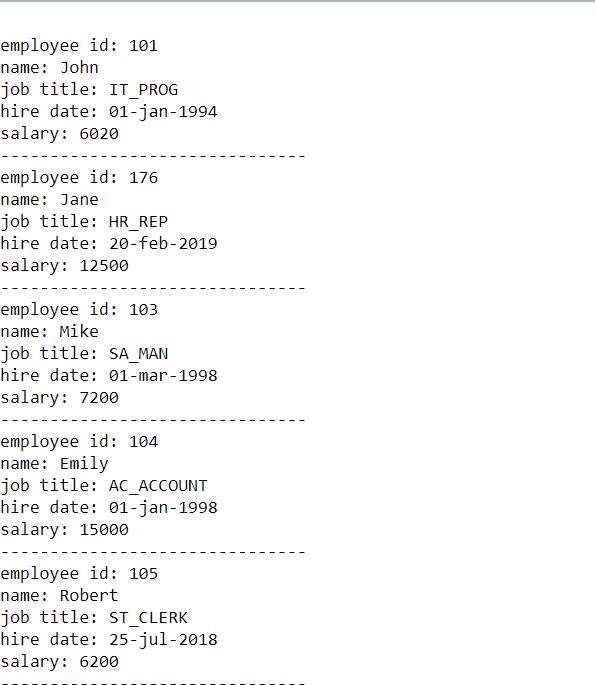 employee id: 101
name: John
job title: IT_PROG
hire date: 01-jan-1994
salary: 6020
-------------------------------
employee id: 176
name: Jane
job title: HR_REP
hire date: 20-feb-2019
salary: 12500
-------------------------------
employee id: 103
name: Mike
job title: SA_MAN
hire date: 01-mar-1998
salary: 7200
-------------------------------
employee id: 104
name: Emily
job title: AC_ACCOUNT
hire date: 01-jan-1998
salary: 15000
-------------------------------
employee id: 105
name: Robert
job title: ST_CLERK
hire date: 25-jul-2018
salary: 6200
-------------------------------